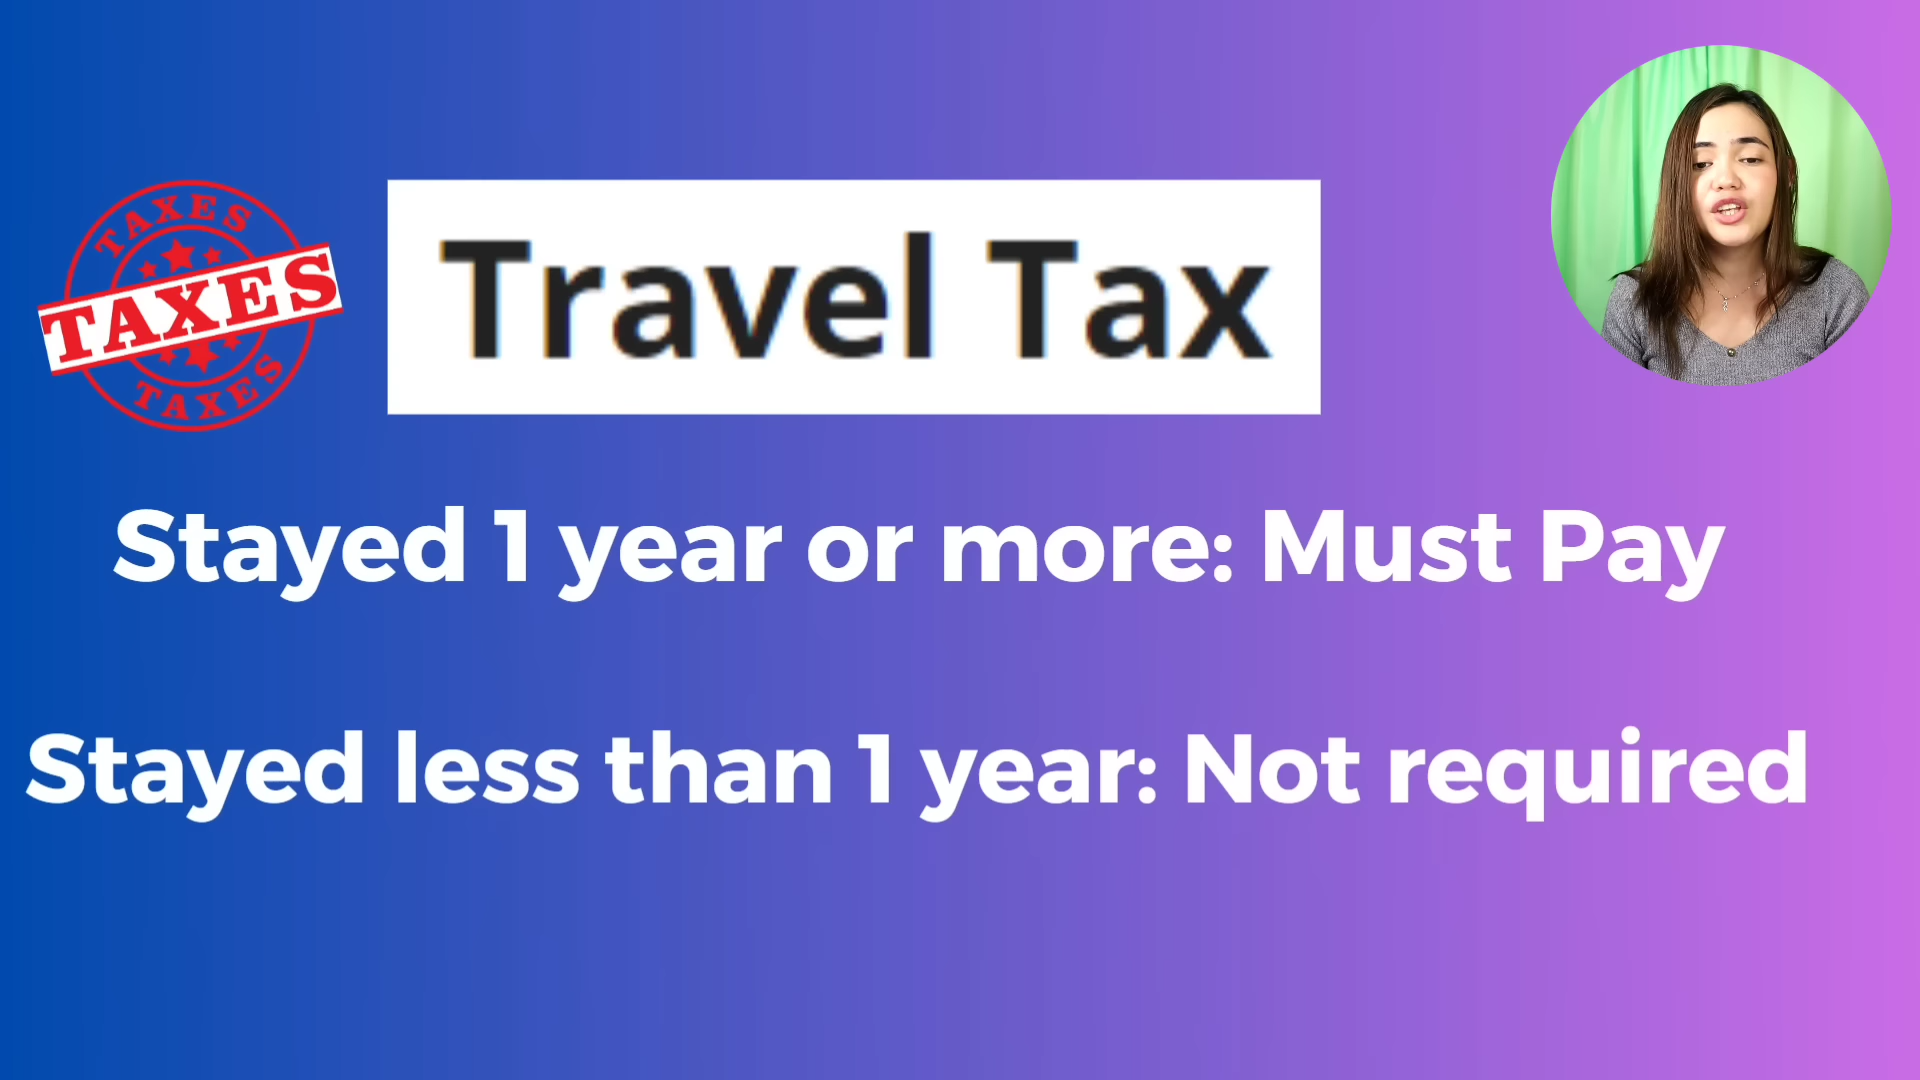 TAXES
TAXES
TAXES
Travel Tax
Stayed 1 year or more: Must Pay
Stayed less than 1 year: Not required